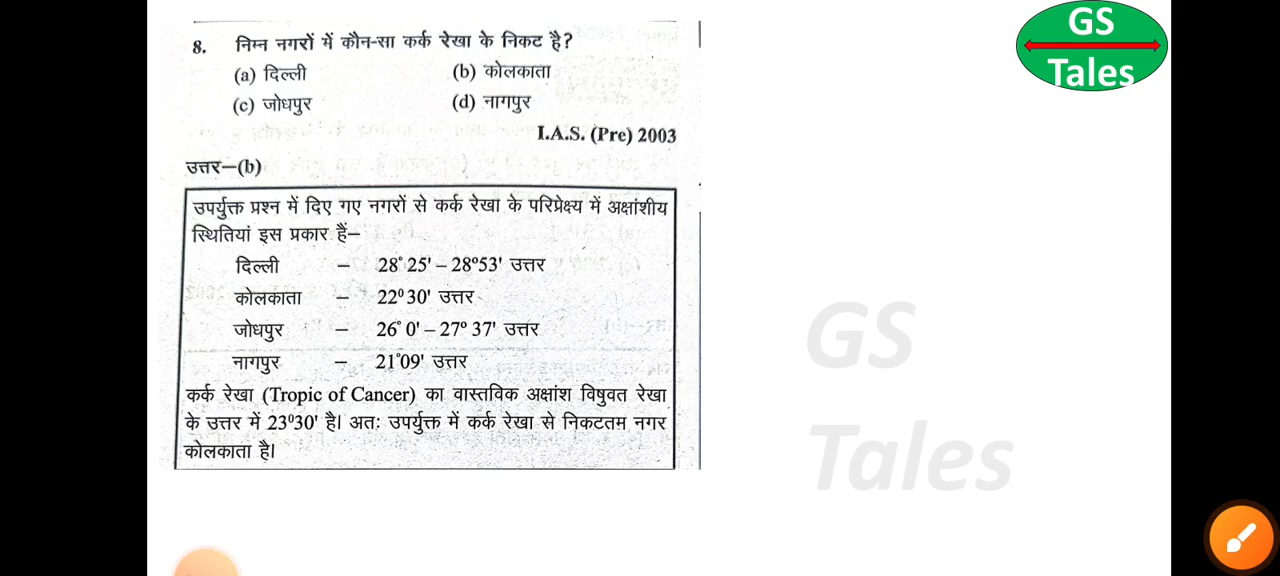 GS
Tales
8. निम्न नगरों में कौन-सा कर्क रेखा के निकट है?
(a) दिल्ली (b) कोलकाता
(c) जोधपुर (d) नागपुर
I.A.S. (Pre) 2003
उत्तर–(b)
उपर्युक्त प्रश्न में दिए गए नगरों से कर्क रेखा के परिप्रेक्ष्य में अक्षांशीय
स्थितियां इस प्रकार हैं–
दिल्ली – 28° 25' – 28°53' उत्तर
कोलकाता – 22°30' उत्तर
जोधपुर – 26° 0' – 27° 37' उत्तर
नागपुर – 21°09' उत्तर
कर्क रेखा (Tropic of Cancer) का वास्तविक अक्षांश विषुवत रेखा
के उत्तर में 23°30' है। अतः उपर्युक्त में कर्क रेखा से निकटतम नगर
कोलकाता है।
GS
Tales